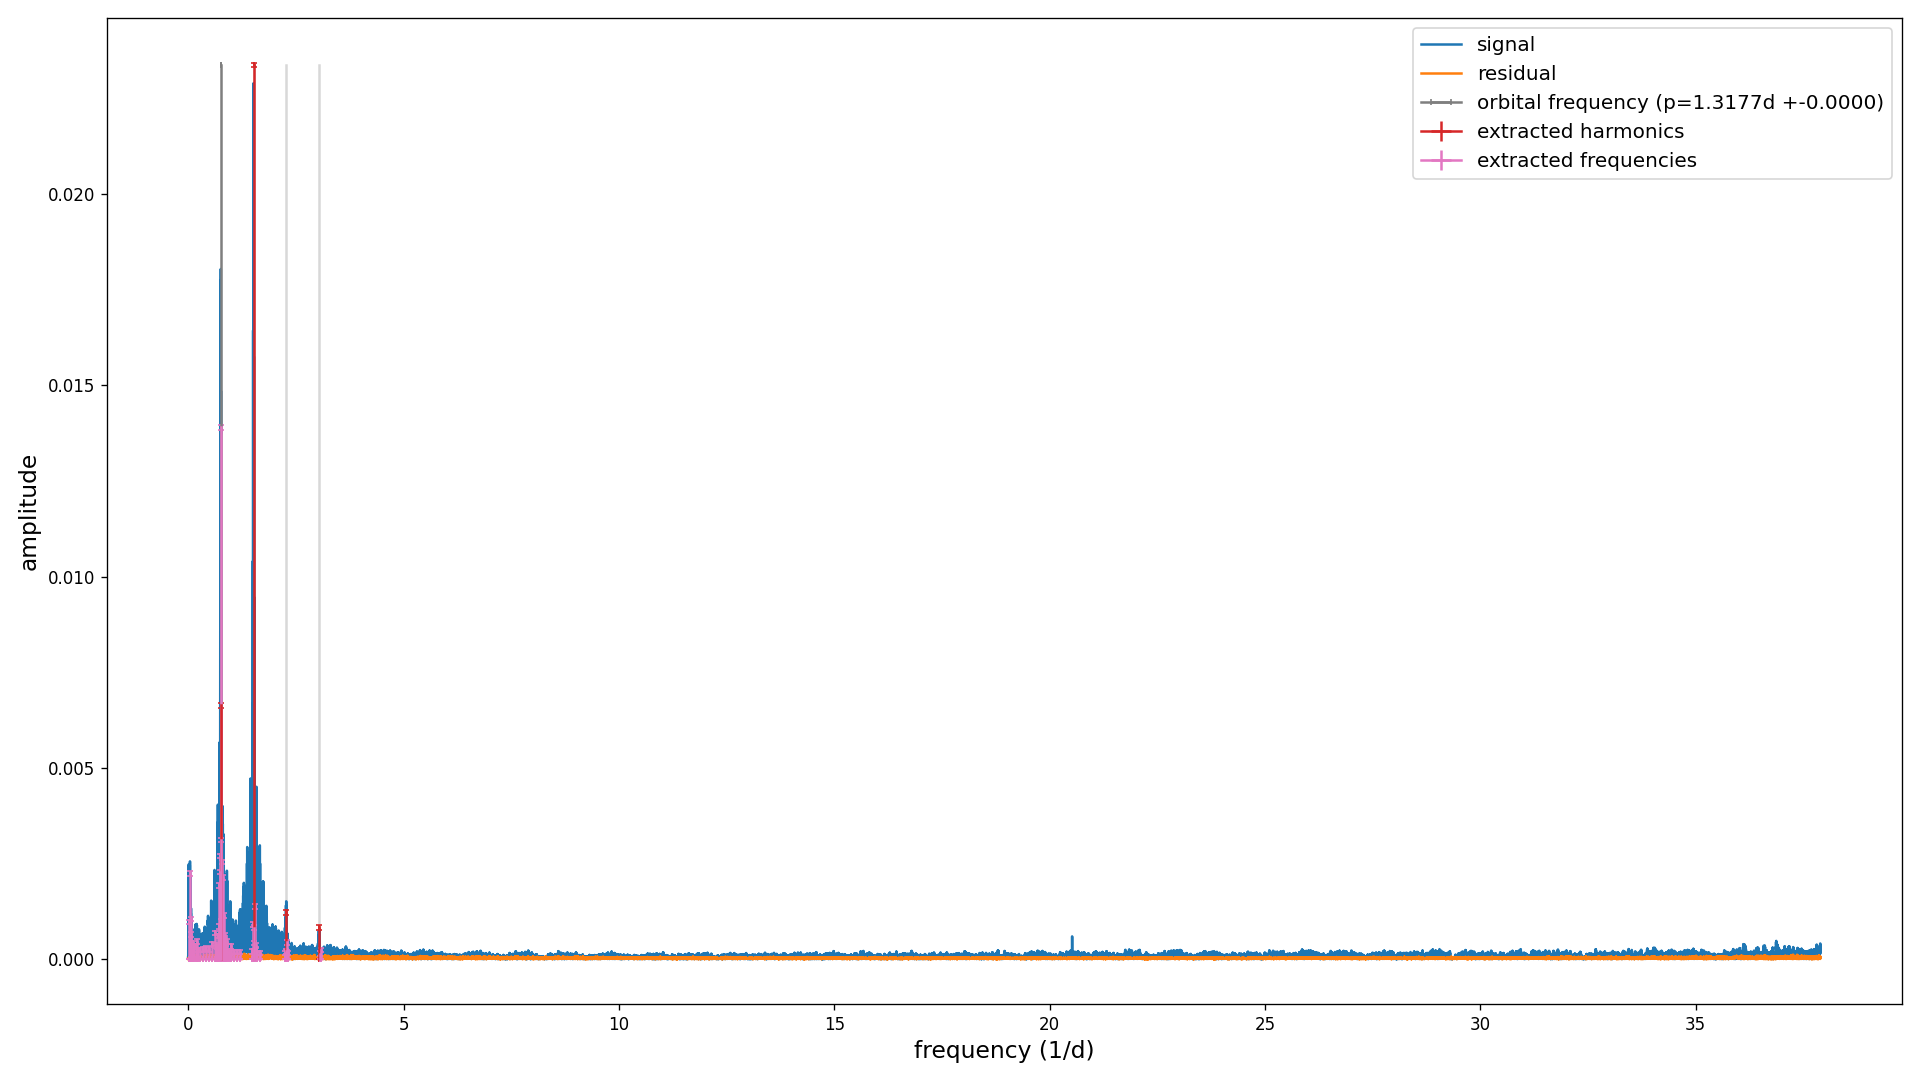 signal
residual
orbital frequency (p=1.3177d +-0.0000)
extracted harmonics
extracted frequencies
0.020
0.015
0.010
0.005
0.000
amplitude
0 5 10 15 20 25 30 35
frequency (1/d)